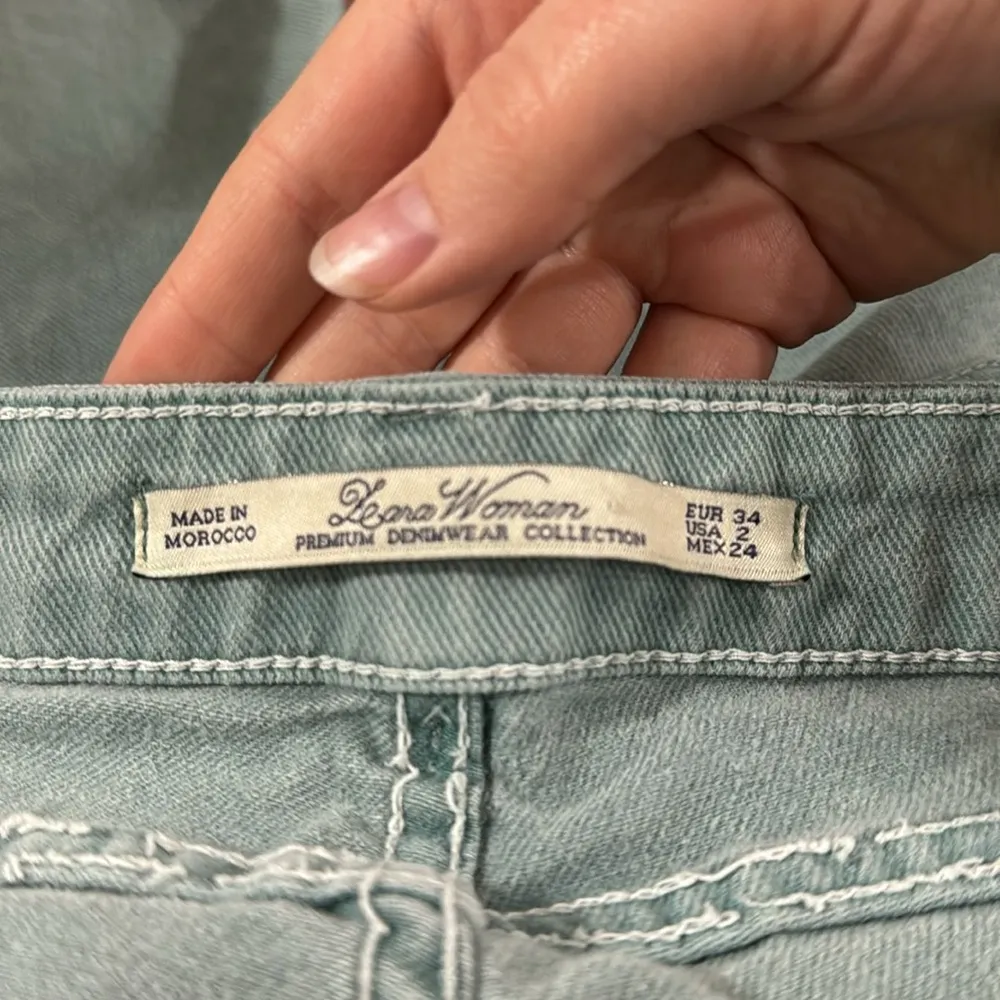 MADE IN
MOROCCO
Zara Woman
PREMIUM DENIMWEAR COLLECTION
EUR 34
USA 2
MEX 24